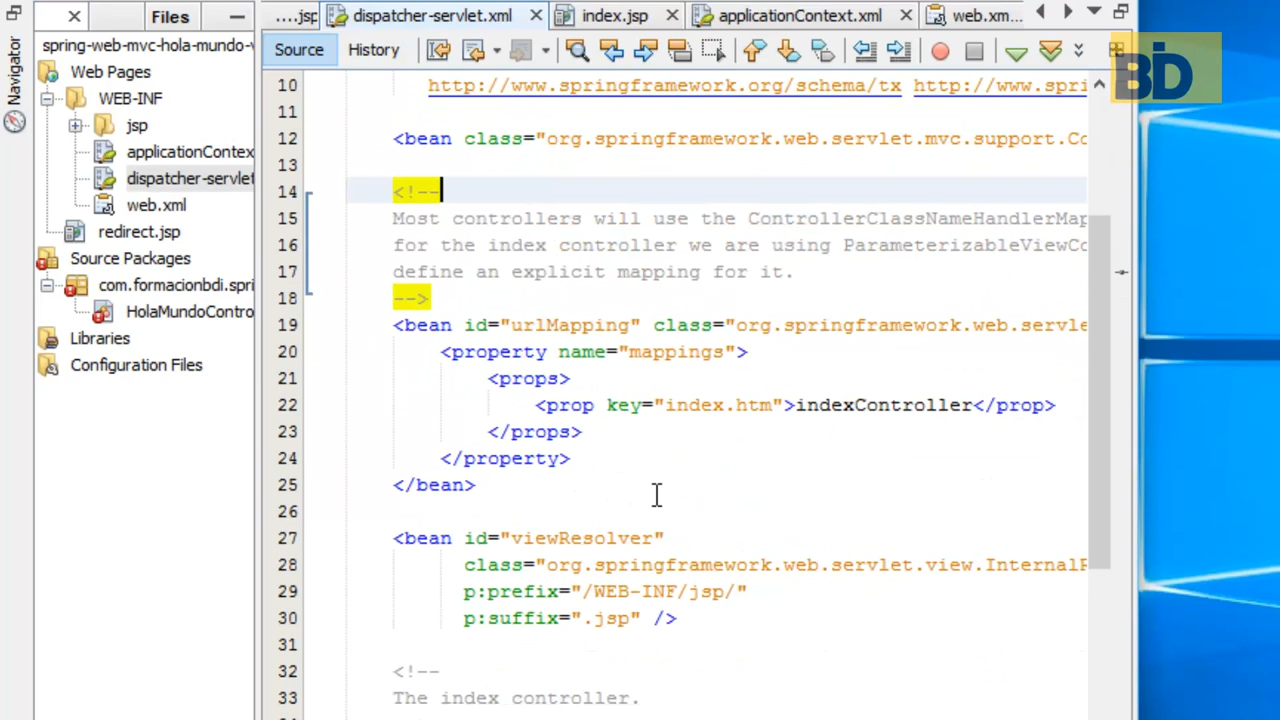 Files
....jsp
dispatcher-servlet.xml
index.jsp
applicationContext.xml
web.xm...
Navigator
spring-web-mvc-hola-mundo-
Web Pages
WEB-INF
jsp
applicationContex
dispatcher-servlet
web.xml
redirect.jsp
Source Packages
com.formacionbdi.spri
HolaMundoContro
Libraries
Configuration Files
Source
History
BD
10 http://www.springframework.org/schema/tx http://www.spri
11
12 <bean class="org.springframework.web.servlet.mvc.support.Co
13
14 <!--
15 Most controllers will use the ControllerClassNameHandlerMap
16 for the index controller we are using ParameterizableViewCo
17 define an explicit mapping for it.
18 -->
19 <bean id="urlMapping" class="org.springframework.web.servle
20 <property name="mappings">
21 <props>
22 <prop key="index.htm">indexController</prop>
23 </props>
24 </property>
25 </bean>
26
27 <bean id="viewResolver"
28 class="org.springframework.web.servlet.view.InternalR
29 p:prefix="/WEB-INF/jsp/"
30 p:suffix=".jsp" />
31
32 <!--
33 The index controller.